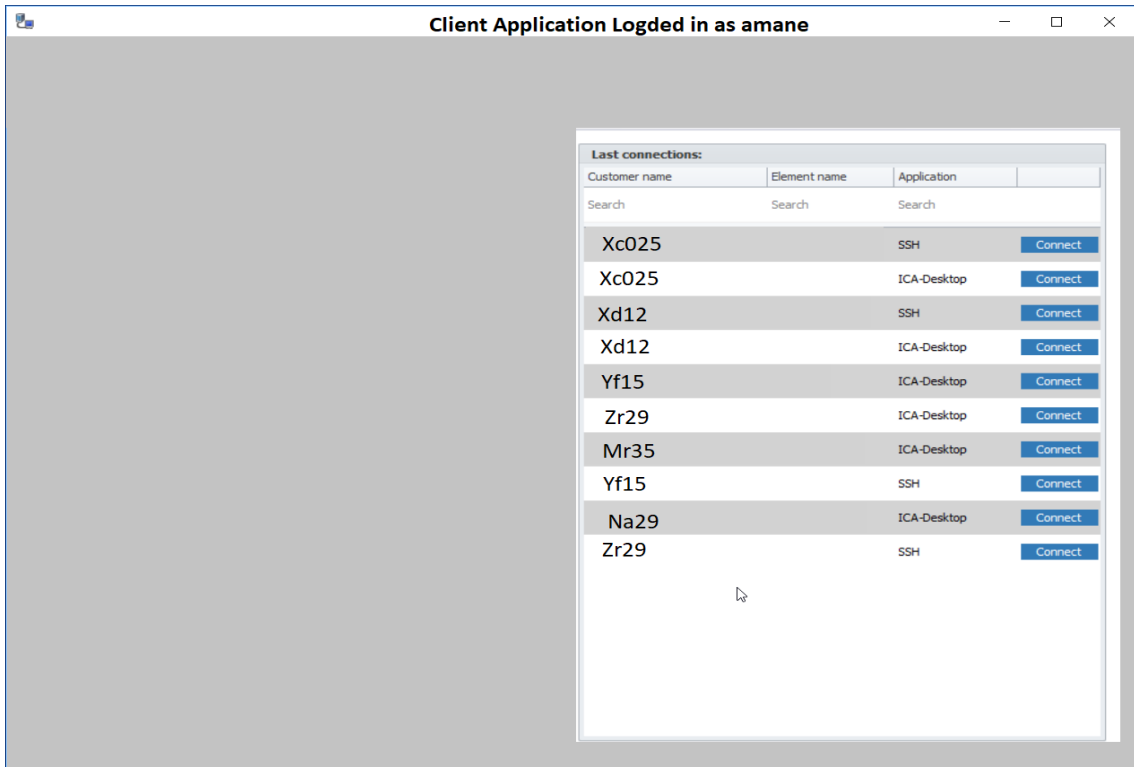 Client Application Logded in as amane
Last connections:
Customer name Element name Application
Search Search Search
Xc025 SSH Connect
Xc025 ICA-Desktop Connect
Xd12 SSH Connect
Xd12 ICA-Desktop Connect
Yf15 ICA-Desktop Connect
Zr29 ICA-Desktop Connect
Mr35 ICA-Desktop Connect
Yf15 SSH Connect
Na29 ICA-Desktop Connect
Zr29 SSH Connect